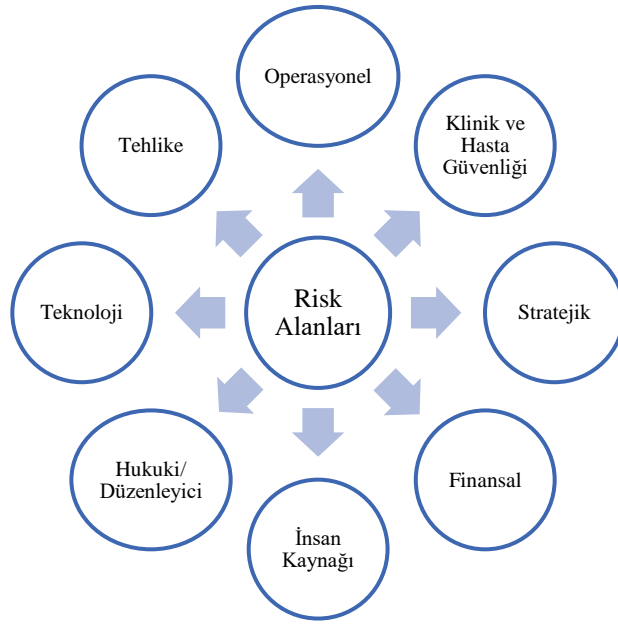 Operasyonel
Klinik ve
Hasta
Güvenliği
Stratejik
Finansal
İnsan
Kaynağı
Hukuki/
Düzenleyici
Teknoloji
Tehlike
Risk
Alanları